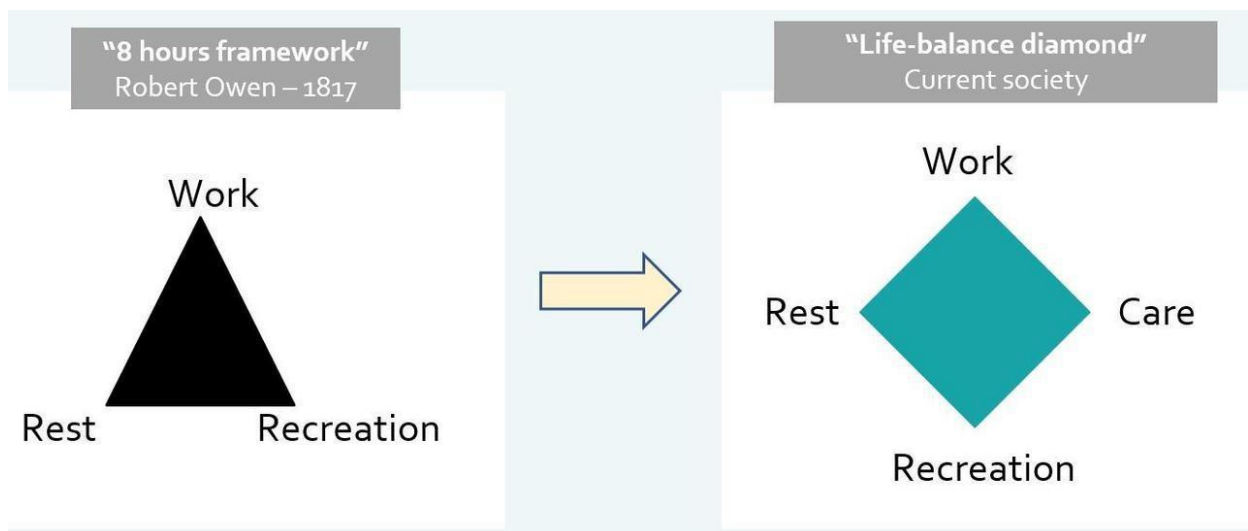 “8 hours framework”
Robert Owen – 1817
Work
Rest
Recreation
“Life-balance diamond”
Current society
Work
Rest
Care
Recreation